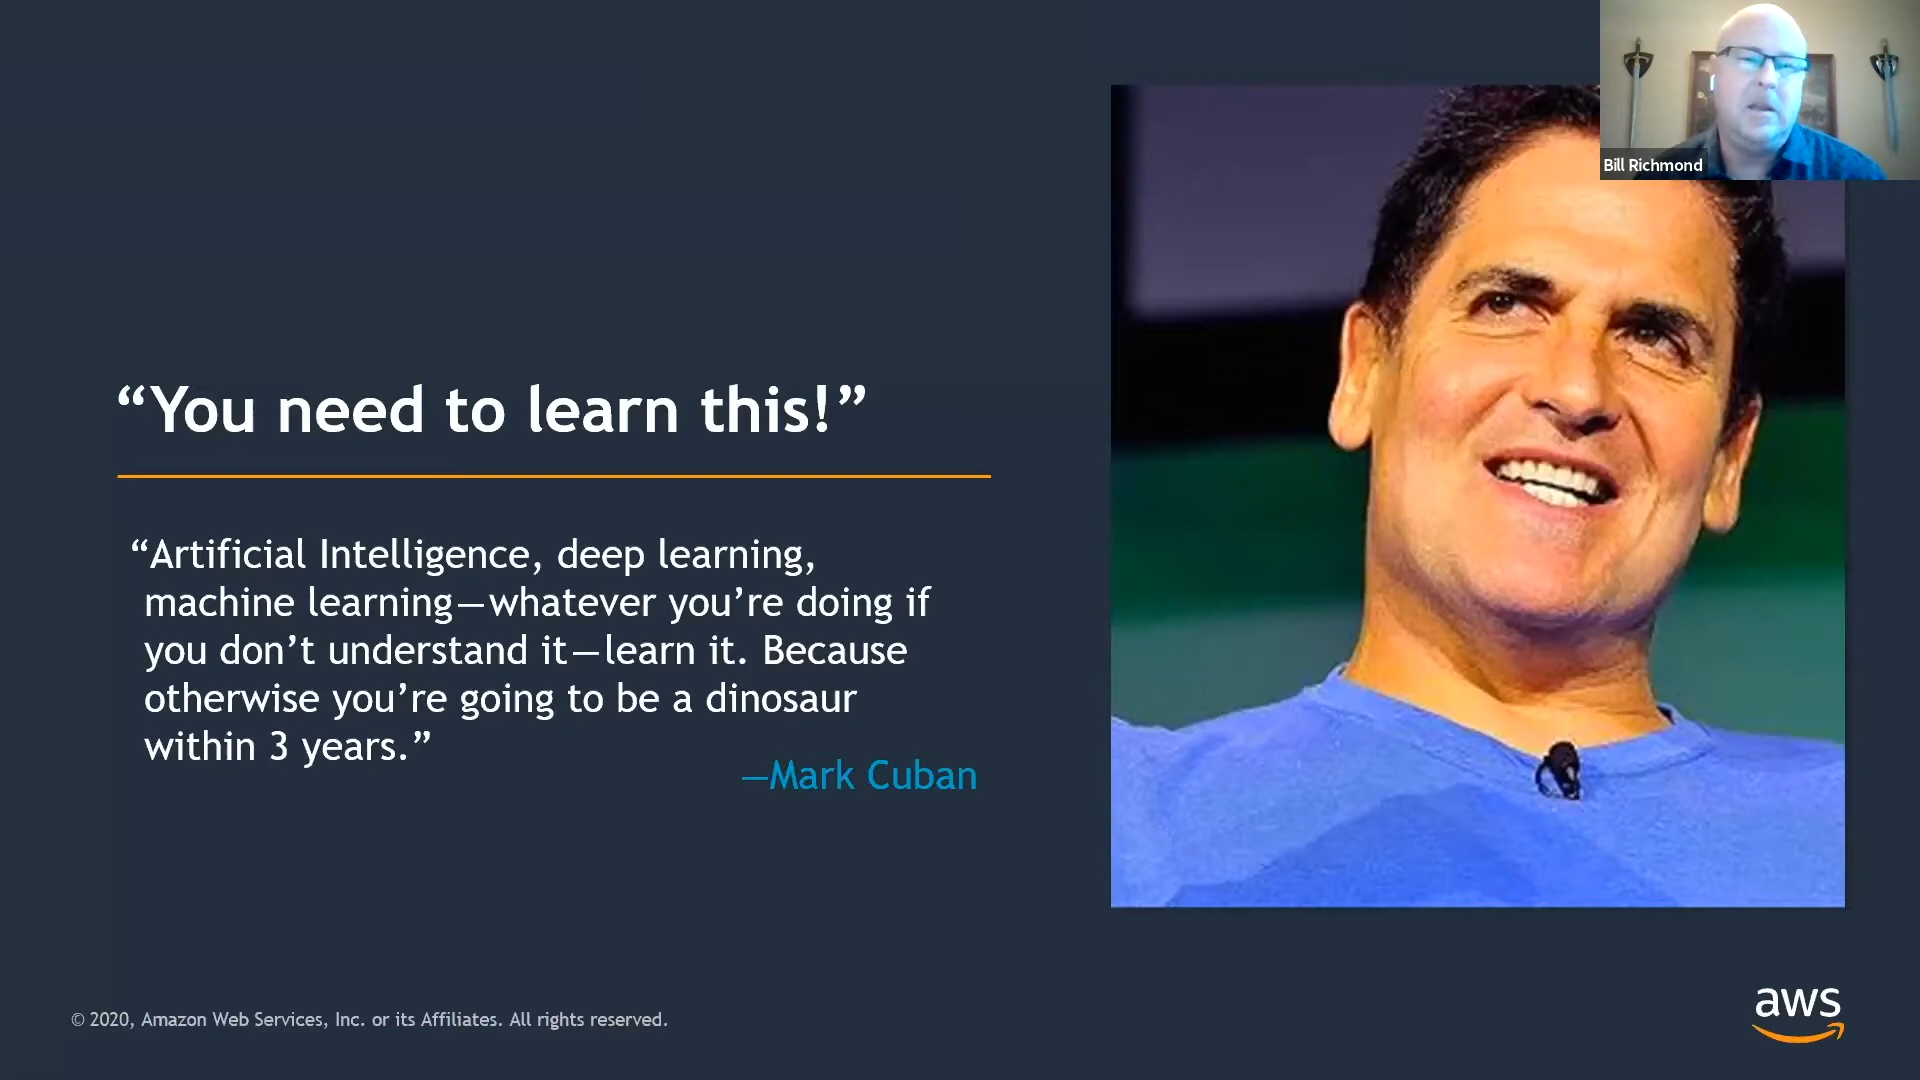 Bill Richmond
“You need to learn this!”
“Artificial Intelligence, deep learning,
machine learning—whatever you’re doing if
you don’t understand it—learn it. Because
otherwise you’re going to be a dinosaur
within 3 years.”
—Mark Cuban
© 2020, Amazon Web Services, Inc. or its Affiliates. All rights reserved.
aws